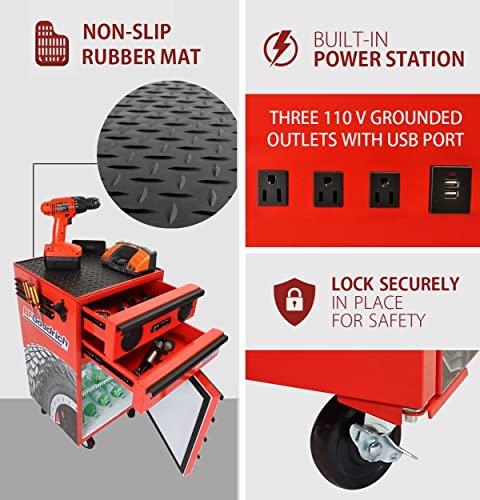 NON-SLIP
RUBBER MAT
BFGoodrich
BUILT-IN
POWER STATION
THREE 110 V GROUNDED
OUTLETS WITH USB PORT
LOCK SECURELY
IN PLACE
FOR SAFETY